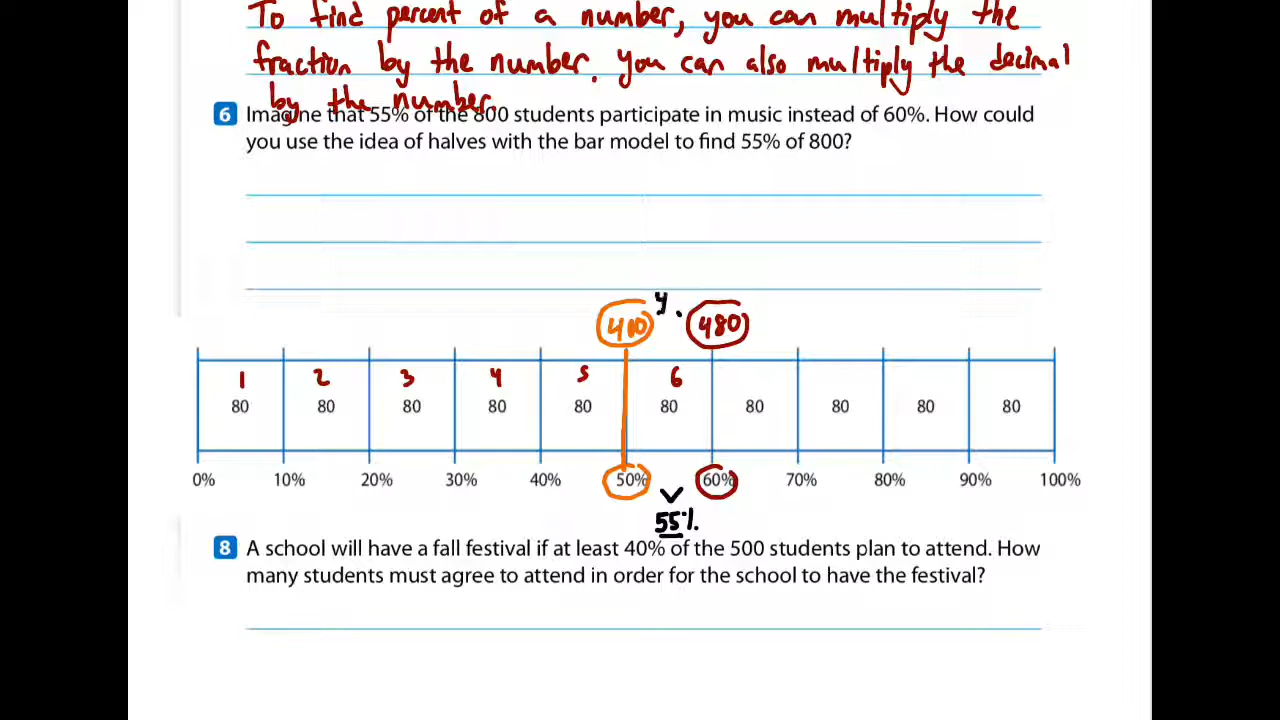 To find percent of a number, you can multiply the
fraction by the number. You can also multiply the decimal
by the number.
6 Imagine that 55% of the 800 students participate in music instead of 60%. How could
you use the idea of halves with the bar model to find 55% of 800?
400 4 . 480
1 2 3 4 5 6
80 80 80 80 80 80 80 80 80 80
0% 10% 20% 30% 40% 50% 60% 70% 80% 90% 100%
55%
8 A school will have a fall festival if at least 40% of the 500 students plan to attend. How
many students must agree to attend in order for the school to have the festival?